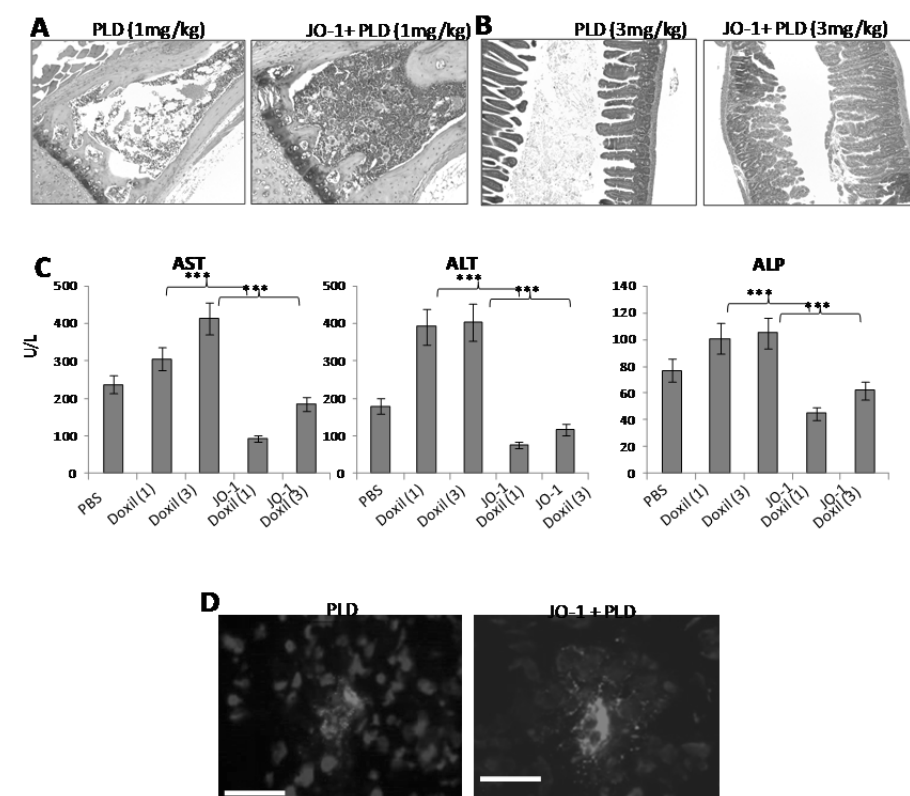 A
PLD (1mg/kg)
JO-1+ PLD (1mg/kg)
B
PLD (3mg/kg)
JO-1+ PLD (3mg/kg)
C
AST
***
***
500
400
300
200
100
0
U/L
PBS
Doxil (1)
Doxil (3)
JO-1
Doxil (1)
JO-1
Doxil (3)
ALT
***
***
500
400
300
200
100
0
PBS
Doxil (1)
Doxil (3)
JO-1
Doxil (1)
JO-1
Doxil (3)
ALP
***
***
140
120
100
80
60
40
20
0
PBS
Doxil (1)
Doxil (3)
JO-1
Doxil (1)
JO-1
Doxil (3)
D
PLD
JO-1 + PLD